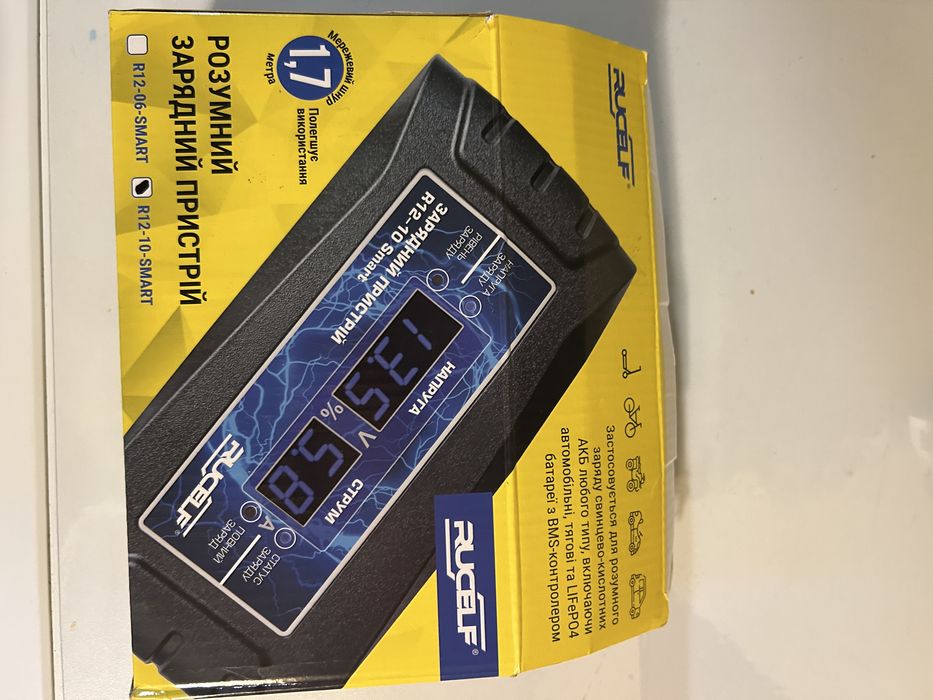 RUCELF®
Застосовується для розумного
заряду свинцево-кислотних
АКБ любого типу, включаючи
автомобільні, тягові та LIFePO4
батареї з BMS-контролером
RUCELF®
Мережевий шнур
1,7
метра
Полегшує
використання
РОЗУМНИЙ
ЗАРЯДНИЙ ПРИСТРІЙ
R12-06-SMART
R12-10-SMART
НАПРУГА
ЗАРЯДУ
РІВЕНЬ
ЗАРЯДУ
ЗАРЯДНИЙ ПРИСТРІЙ
R12-10 Smart
НАПРУГА
13.5
V
%
СТРУМ
8.5
A
СТАТУС
ЗАРЯДУ
ПОВНИЙ
ЗАРЯД
RUCELF®